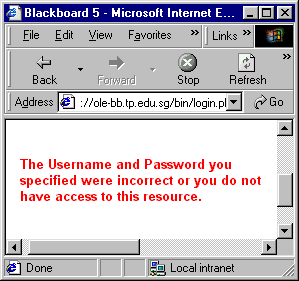 Blackboard 5 - Microsoft Internet E...
File Edit View Favorites » Links »
Back Forward Stop Refresh »
Address ://ole-bb.tp.edu.sg/bin/login.pl Go
The Username and Password you
specified were incorrect or you do not
have access to this resource.
Done Local intranet